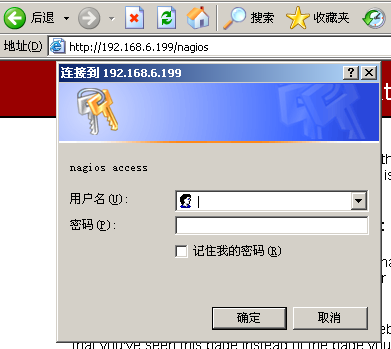 后退 搜索 收藏夹
地址(D) http://192.168.6.199/nagios
连接到 192.168.6.199
nagios access
用户名(U):
密码(P):
记住我的密码(R)
确定 取消
that you've seen this page instead of the page you